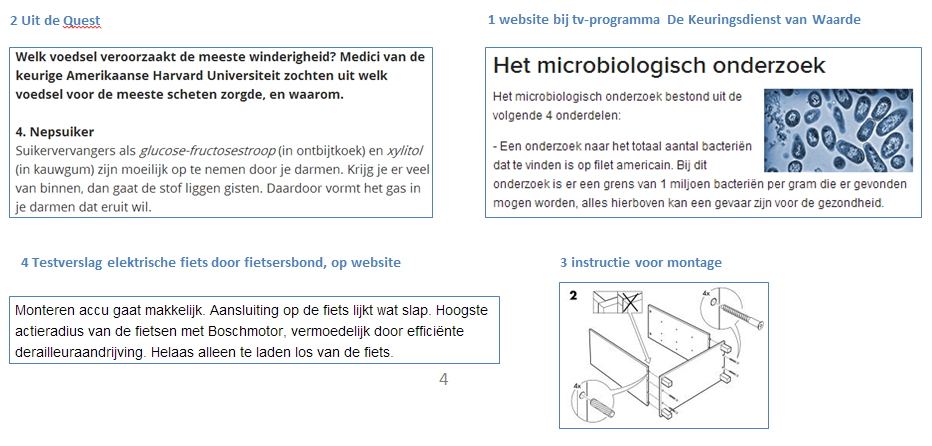 2 Uit de Quest
Welk voedsel veroorzaakt de meeste winderigheid? Medici van de
keurige Amerikaanse Harvard Universiteit zochten uit welk
voedsel voor de meeste scheten zorgde, en waarom.
4. Nepsuiker
Suikervervangers als glucose-fructosestroop (in ontbijtkoek) en xylitol
(in kauwgum) zijn moeilijk op te nemen door je darmen. Krijg je er veel
van binnen, dan gaat de stof liggen gisten. Daardoor vormt het gas in
je darmen dat eruit wil.
1 website bij tv-programma De Keuringsdienst van Waarde
Het microbiologisch onderzoek
Het microbiologisch onderzoek bestond uit de
volgende 4 onderdelen:
- Een onderzoek naar het totaal aantal bacteriën
dat te vinden is op filet americain. Bij dit
onderzoek is er een grens van 1 miljoen bacteriën per gram die er gevonden
mogen worden, alles hierboven kan een gevaar zijn voor de gezondheid.
4 Testverslag elektrische fiets door fietsersbond, op website
Monteren accu gaat makkelijk. Aansluiting op de fiets lijkt wat slap. Hoogste
actieradius van de fietsen met Boschmotor, vermoedelijk door efficiënte
derailleuraandrijving. Helaas alleen te laden los van de fiets.
4
3 instructie voor montage
2
4x
4x